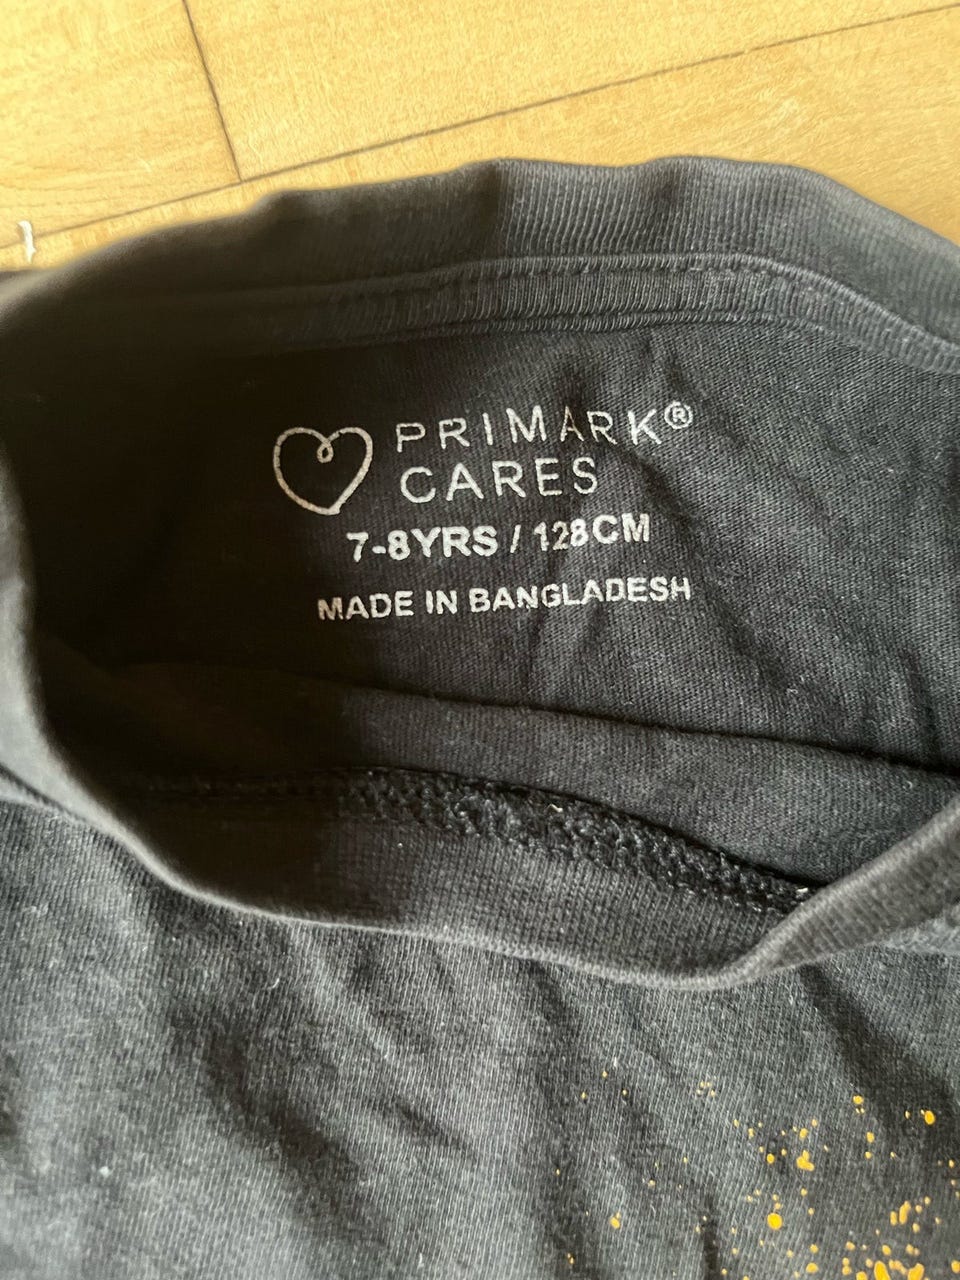 PRIMARK®
CARES
7-8YRS / 128CM
MADE IN BANGLADESH